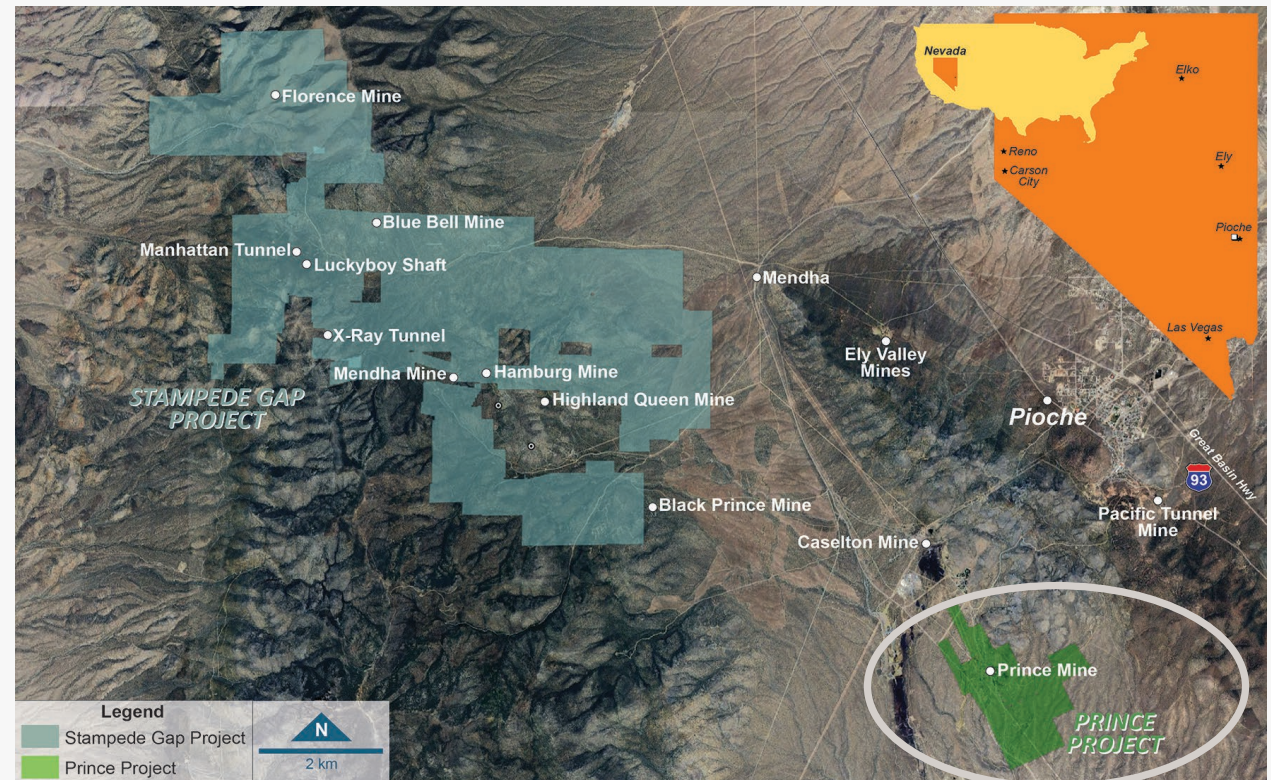 Nevada
Elko
Reno
Carson
City
Ely
Pioche
Las Vegas
Florence Mine
Blue Bell Mine
Manhattan Tunnel
Luckyboy Shaft
Mendha
X-Ray Tunnel
Ely Valley
Mines
Mendha Mine
Hamburg Mine
STAMPEDE GAP
PROJECT
Highland Queen Mine
Pioche
Great Basin Hwy
93
Black Prince Mine
Pacific Tunnel
Mine
Caselton Mine
Prince Mine
PRINCE
PROJECT
Legend
Stampede Gap Project
Prince Project
N
2 km